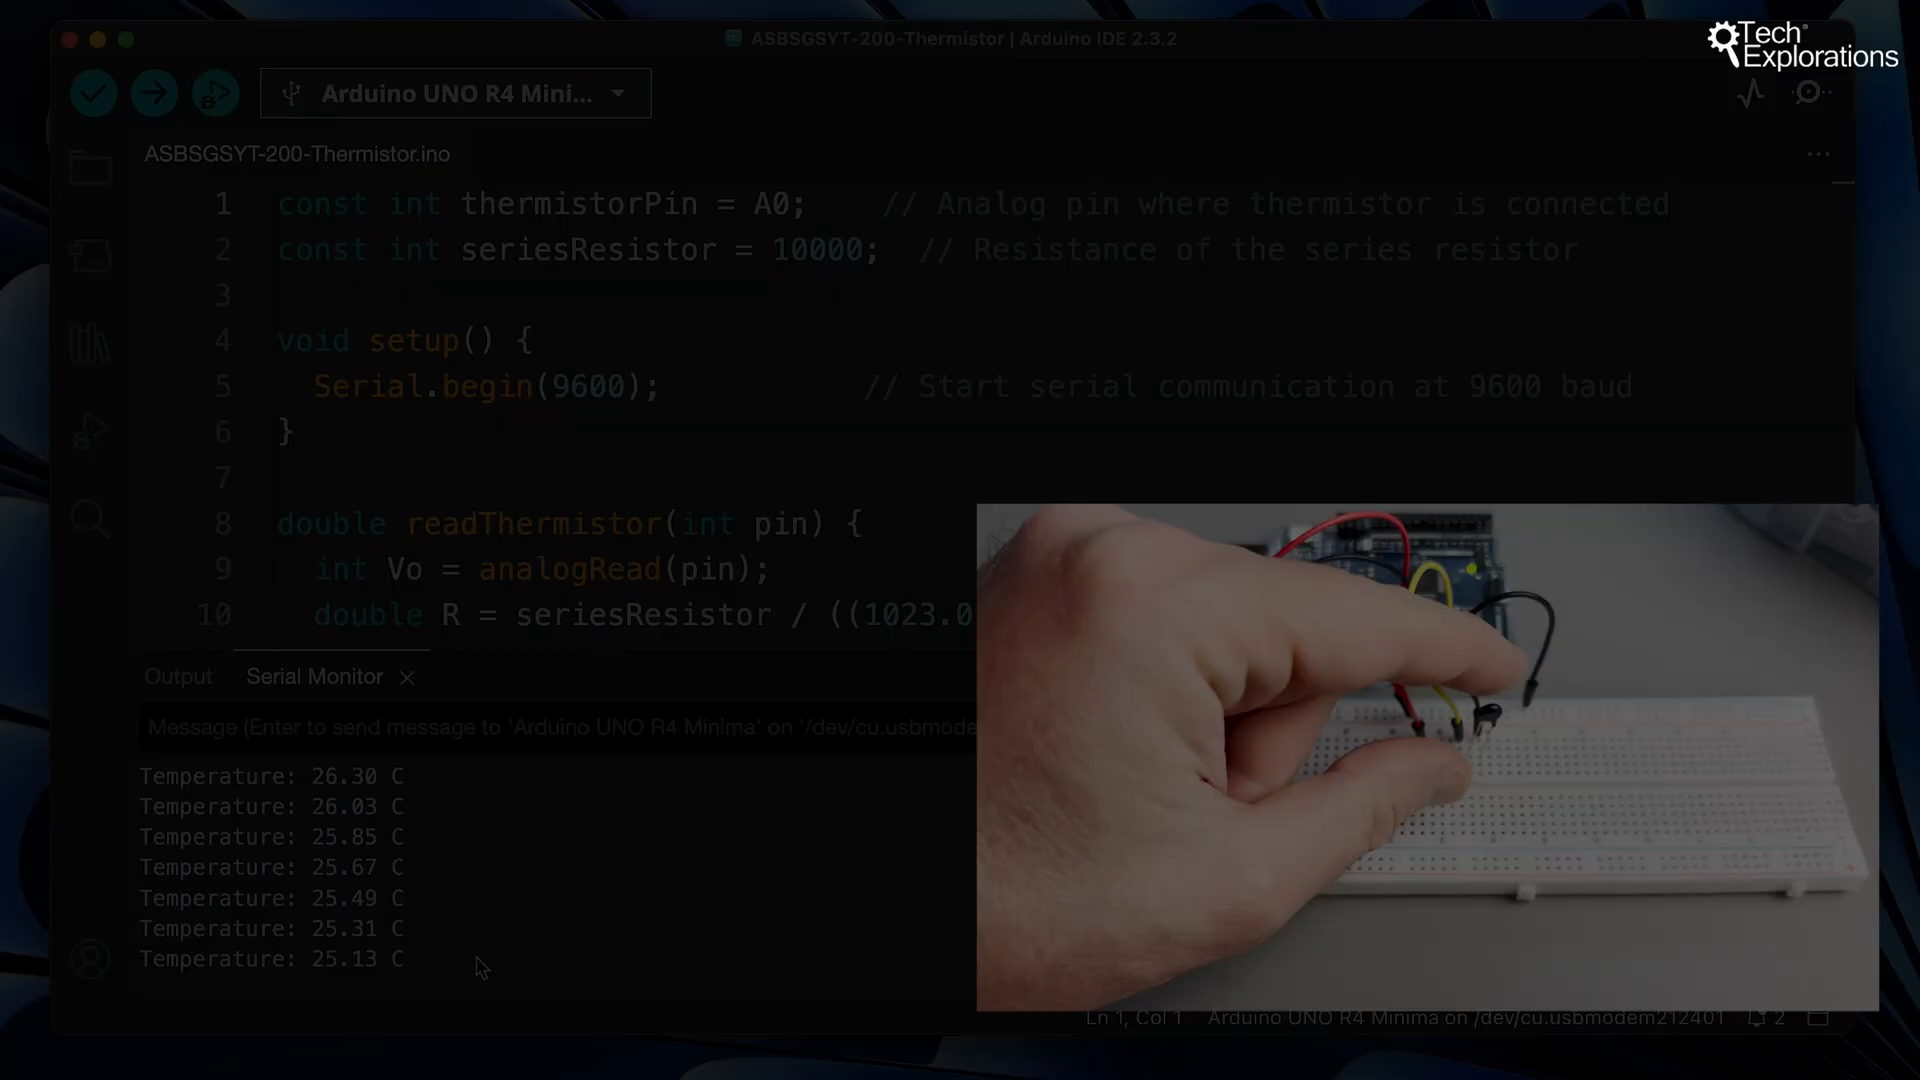 Tech
Explorations
ASBSGSYT-200-Thermistor | Arduino IDE 2.3.2
Arduino UNO R4 Mini...
ASBSGSYT-200-Thermistor.ino
1 const int thermistorPin = A0; // Analog pin where thermistor is connected
2 const int seriesResistor = 10000; // Resistance of the series resistor
3
4 void setup() {
5 Serial.begin(9600); // Start serial communication at 9600 baud
6 }
7
8 double readThermistor(int pin) {
9 int Vo = analogRead(pin);
10 double R = seriesResistor / ((1023.0
Output Serial Monitor
Message (Enter to send message to 'Arduino UNO R4 Minima' on '/dev/cu.usbmode
Temperature: 26.30 C
Temperature: 26.03 C
Temperature: 25.85 C
Temperature: 25.67 C
Temperature: 25.49 C
Temperature: 25.31 C
Temperature: 25.13 C
Ln 1, Col 1 Arduino UNO R4 Minima on /dev/cu.usbmodem212401 2